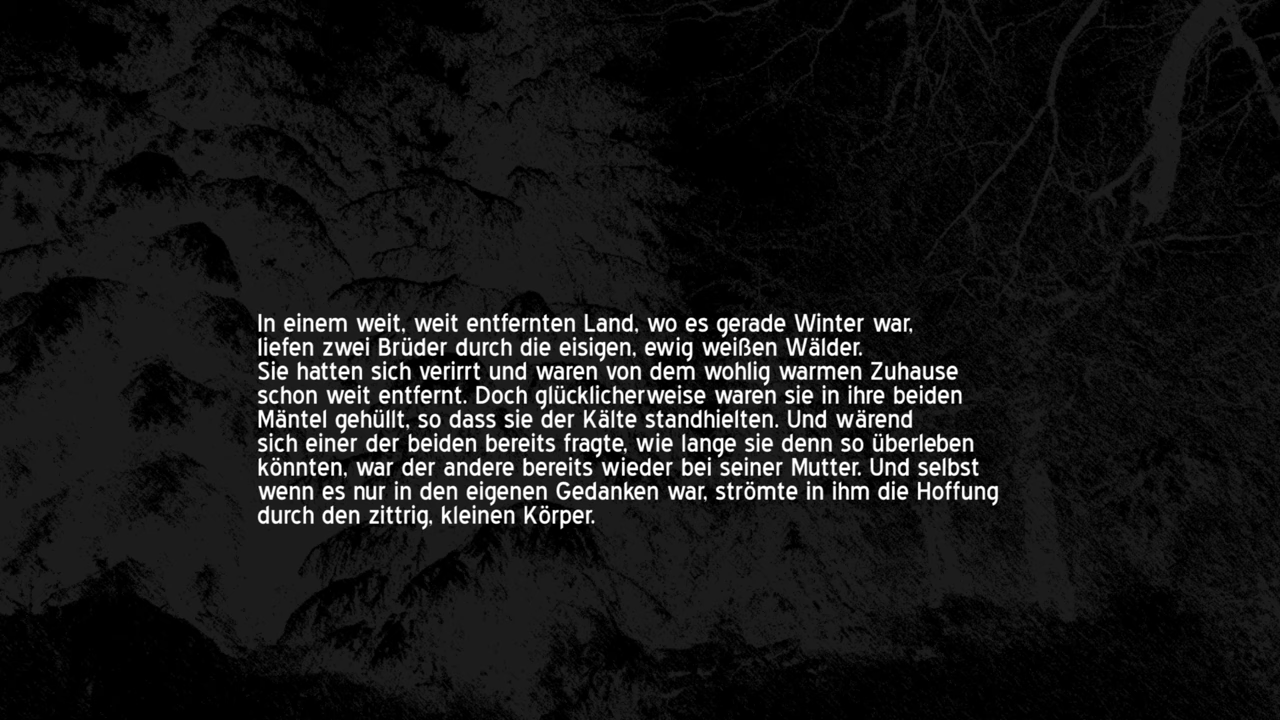 In einem weit, weit entfernten Land, wo es gerade Winter war,
liefen zwei Brüder durch die eisigen, ewig weißen Wälder.
Sie hatten sich verirrt und waren von dem wohlig warmen Zuhause
schon weit entfernt. Doch glücklicherweise waren sie in ihre beiden
Mäntel gehüllt, so dass sie der Kälte standhielten. Und wärend
sich einer der beiden bereits fragte, wie lange sie denn so überleben
könnten, war der andere bereits wieder bei seiner Mutter. Und selbst
wenn es nur in den eigenen Gedanken war, strömte in ihm die Hoffung
durch den zittrig, kleinen Körper.